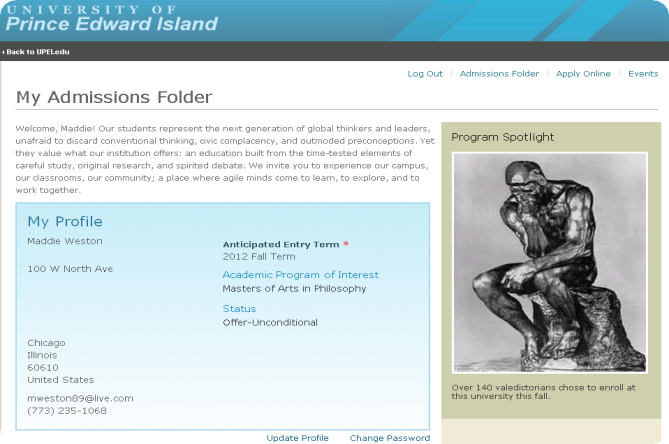 UNIVERSITY OF
Prince Edward Island
‹ Back to UPEI.edu
Log Out | Admissions Folder | Apply Online | Events
My Admissions Folder
Welcome, Maddie! Our students represent the next generation of global thinkers and leaders,
unafraid to discard conventional thinking, civic complacency, and outmoded preconceptions. Yet
they value what our institution offers: an education built from the time-tested elements of
careful study, original research, and spirited debate. We invite you to experience our campus,
our classrooms, our community; a place where agile minds come to learn, to explore, and to
work together.
My Profile
Maddie Weston
100 W North Ave
Chicago
Illinois
60610
United States
mweston89@live.com
(773) 235-1068
Anticipated Entry Term *
2012 Fall Term
Academic Program of Interest
Masters of Arts in Philosophy
Status
Offer-Unconditional
Update Profile
Change Password
Program Spotlight
Over 140 valedictorians chose to enroll at
this university this fall.